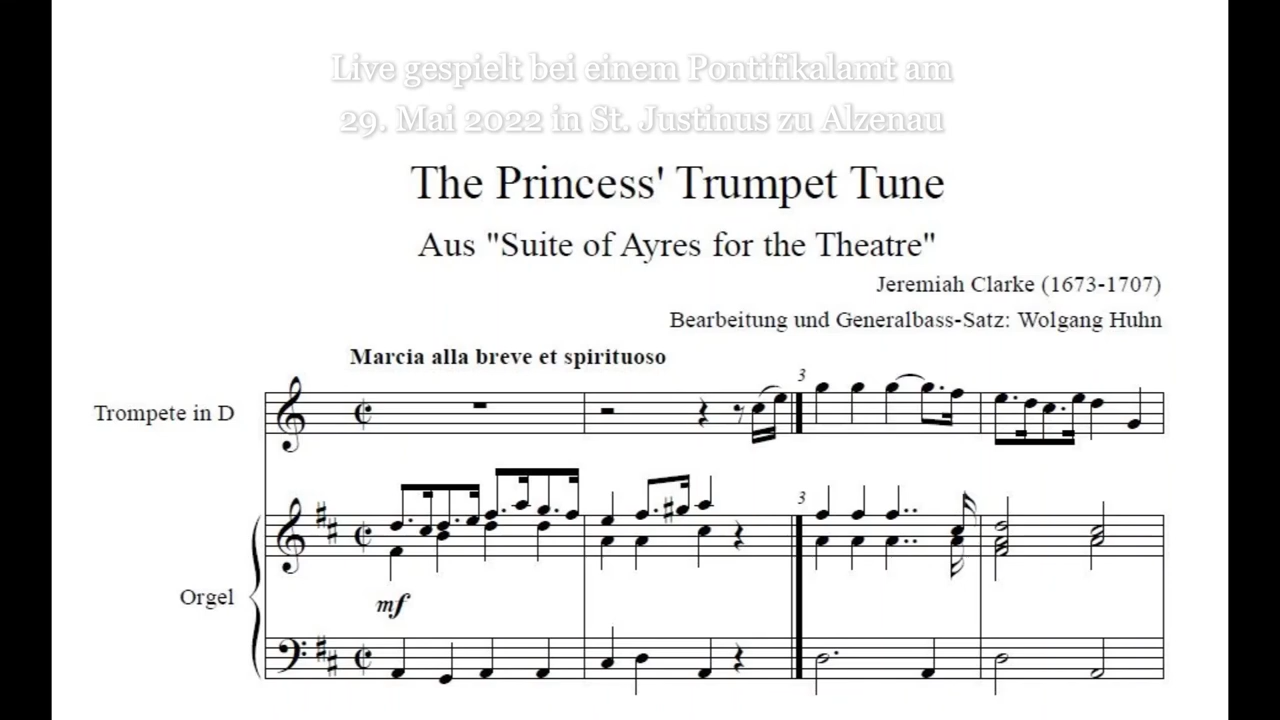 Live gespielt bei einem Pontifikalamt am
29. Mai 2022 in St. Justinus zu Alzenau
The Princess' Trumpet Tune
Aus "Suite of Ayres for the Theatre"
Jeremiah Clarke (1673-1707)
Bearbeitung und Generalbass-Satz: Wolgang Huhn
Marcia alla breve et spirituoso
3
Trompete in D
3
Orgel
mf